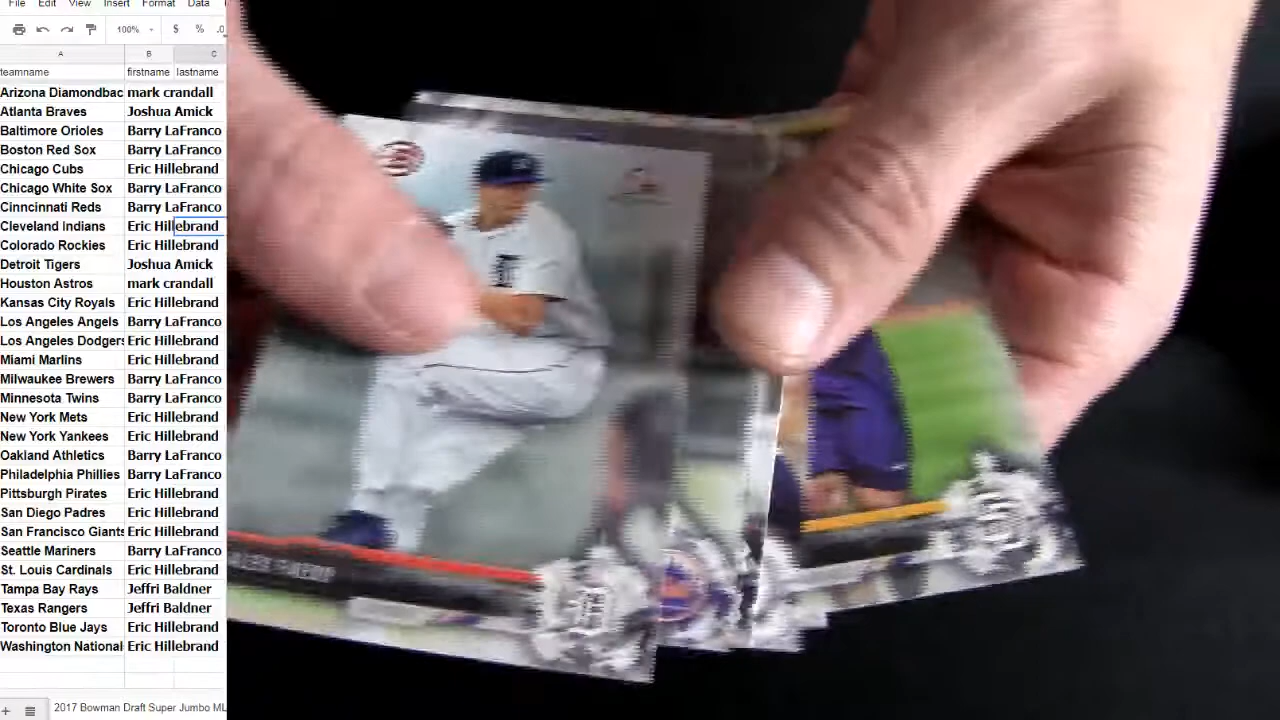 File Edit View Insert Format Data
100% $ % .0
A B C
teamname firstname lastname
Arizona Diamondbac mark crandall
Atlanta Braves Joshua Amick
Baltimore Orioles Barry LaFranco
Boston Red Sox Barry LaFranco
Chicago Cubs Eric Hillebrand
Chicago White Sox Barry LaFranco
Cinncinnati Reds Barry LaFranco
Cleveland Indians Eric Hillebrand
Colorado Rockies Eric Hillebrand
Detroit Tigers Joshua Amick
Houston Astros mark crandall
Kansas City Royals Eric Hillebrand
Los Angeles Angels Barry LaFranco
Los Angeles Dodgers Eric Hillebrand
Miami Marlins Eric Hillebrand
Milwaukee Brewers Barry LaFranco
Minnesota Twins Barry LaFranco
New York Mets Eric Hillebrand
New York Yankees Eric Hillebrand
Oakland Athletics Barry LaFranco
Philadelphia Phillies Barry LaFranco
Pittsburgh Pirates Eric Hillebrand
San Diego Padres Eric Hillebrand
San Francisco Giants Eric Hillebrand
Seattle Mariners Barry LaFranco
St. Louis Cardinals Eric Hillebrand
Tampa Bay Rays Jeffri Baldner
Texas Rangers Jeffri Baldner
Toronto Blue Jays Eric Hillebrand
Washington National Eric Hillebrand
2017 Bowman Draft Super Jumbo ML